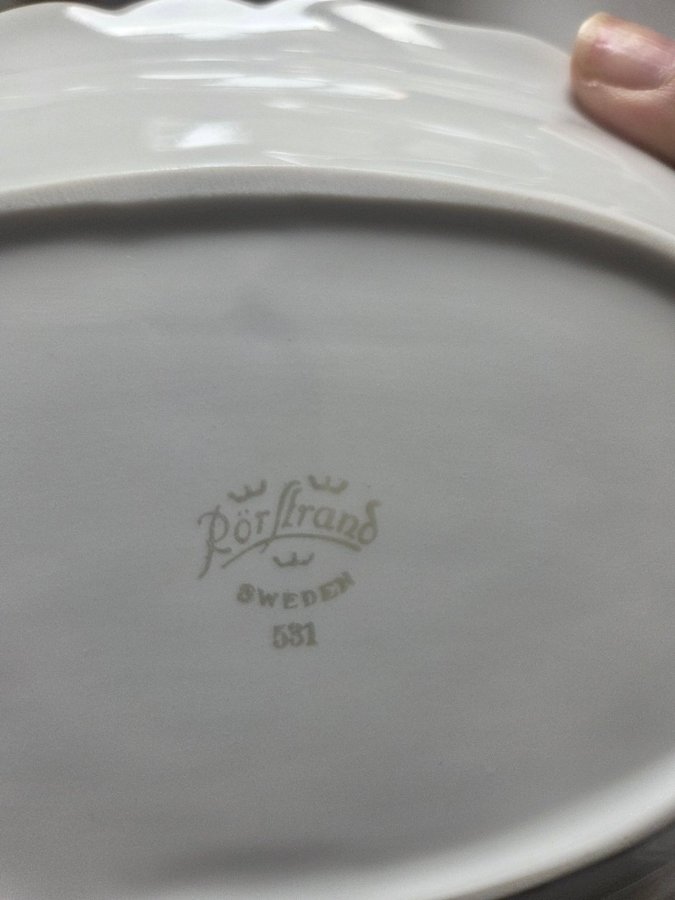 Rörstrand
SWEDEN
531